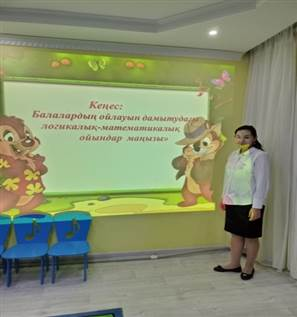 Кеңес:
Балалардың ойлауын дамытудағы
логикалық-математикалық
ойындар маңызы»